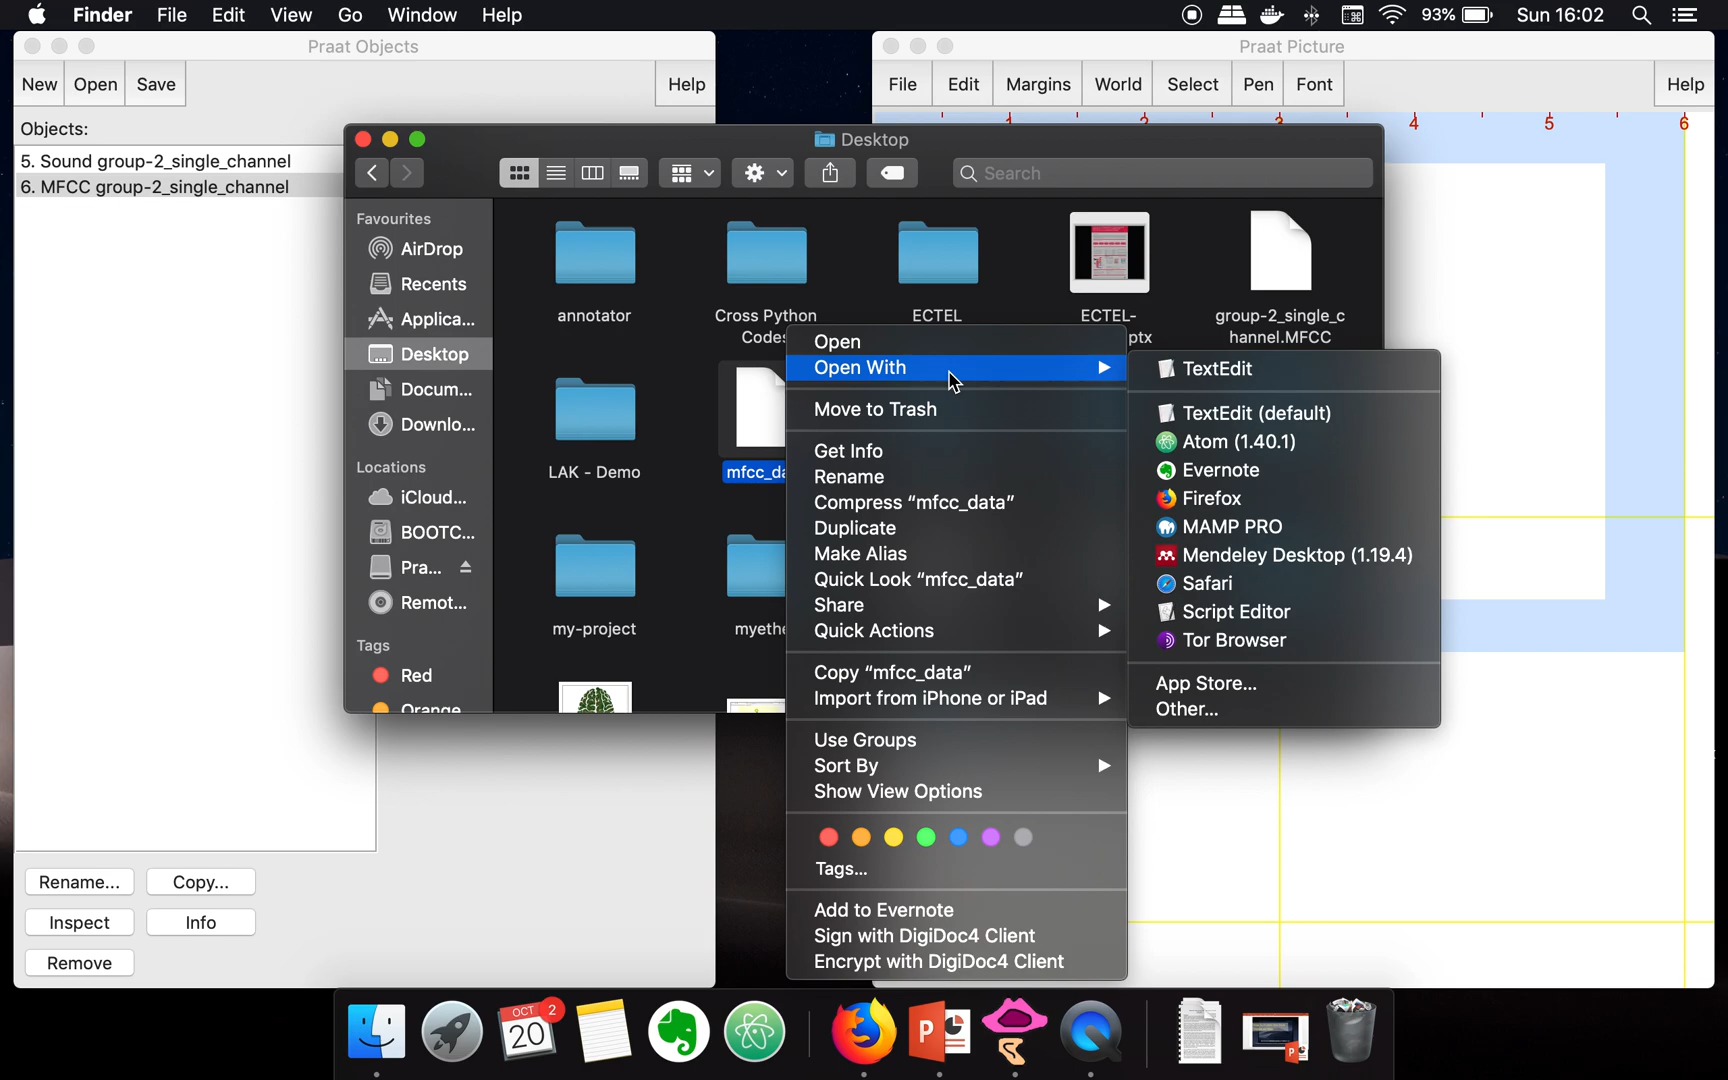 Finder File Edit View Go Window Help 93% Sun 16:02
Praat Objects
New Open Save Help
Objects:
5. Sound group-2_single_channel
6. MFCC group-2_single_channel
Rename... Copy...
Inspect Info
Remove
Praat Picture
File Edit Margins World Select Pen Font Help
4 5 6
Desktop
Search
Favourites
AirDrop
Recents
Applica...
Desktop
Docum...
Downlo...
Locations
iCloud...
BOOTC...
Pra...
Remot...
Tags
Red
Orange
annotator
Cross Python
Codes
ECTEL
ECTEL-
ptx
group-2_single_c
hannel.MFCC
LAK - Demo
mfcc_da
my-project
myethe
Open
Open With
Move to Trash
Get Info
Rename
Compress “mfcc_data”
Duplicate
Make Alias
Quick Look “mfcc_data”
Share
Quick Actions
Copy “mfcc_data”
Import from iPhone or iPad
Use Groups
Sort By
Show View Options
Tags...
Add to Evernote
Sign with DigiDoc4 Client
Encrypt with DigiDoc4 Client
TextEdit
TextEdit (default)
Atom (1.40.1)
Evernote
Firefox
MAMP PRO
Mendeley Desktop (1.19.4)
Safari
Script Editor
Tor Browser
App Store...
Other...
OCT 2
20